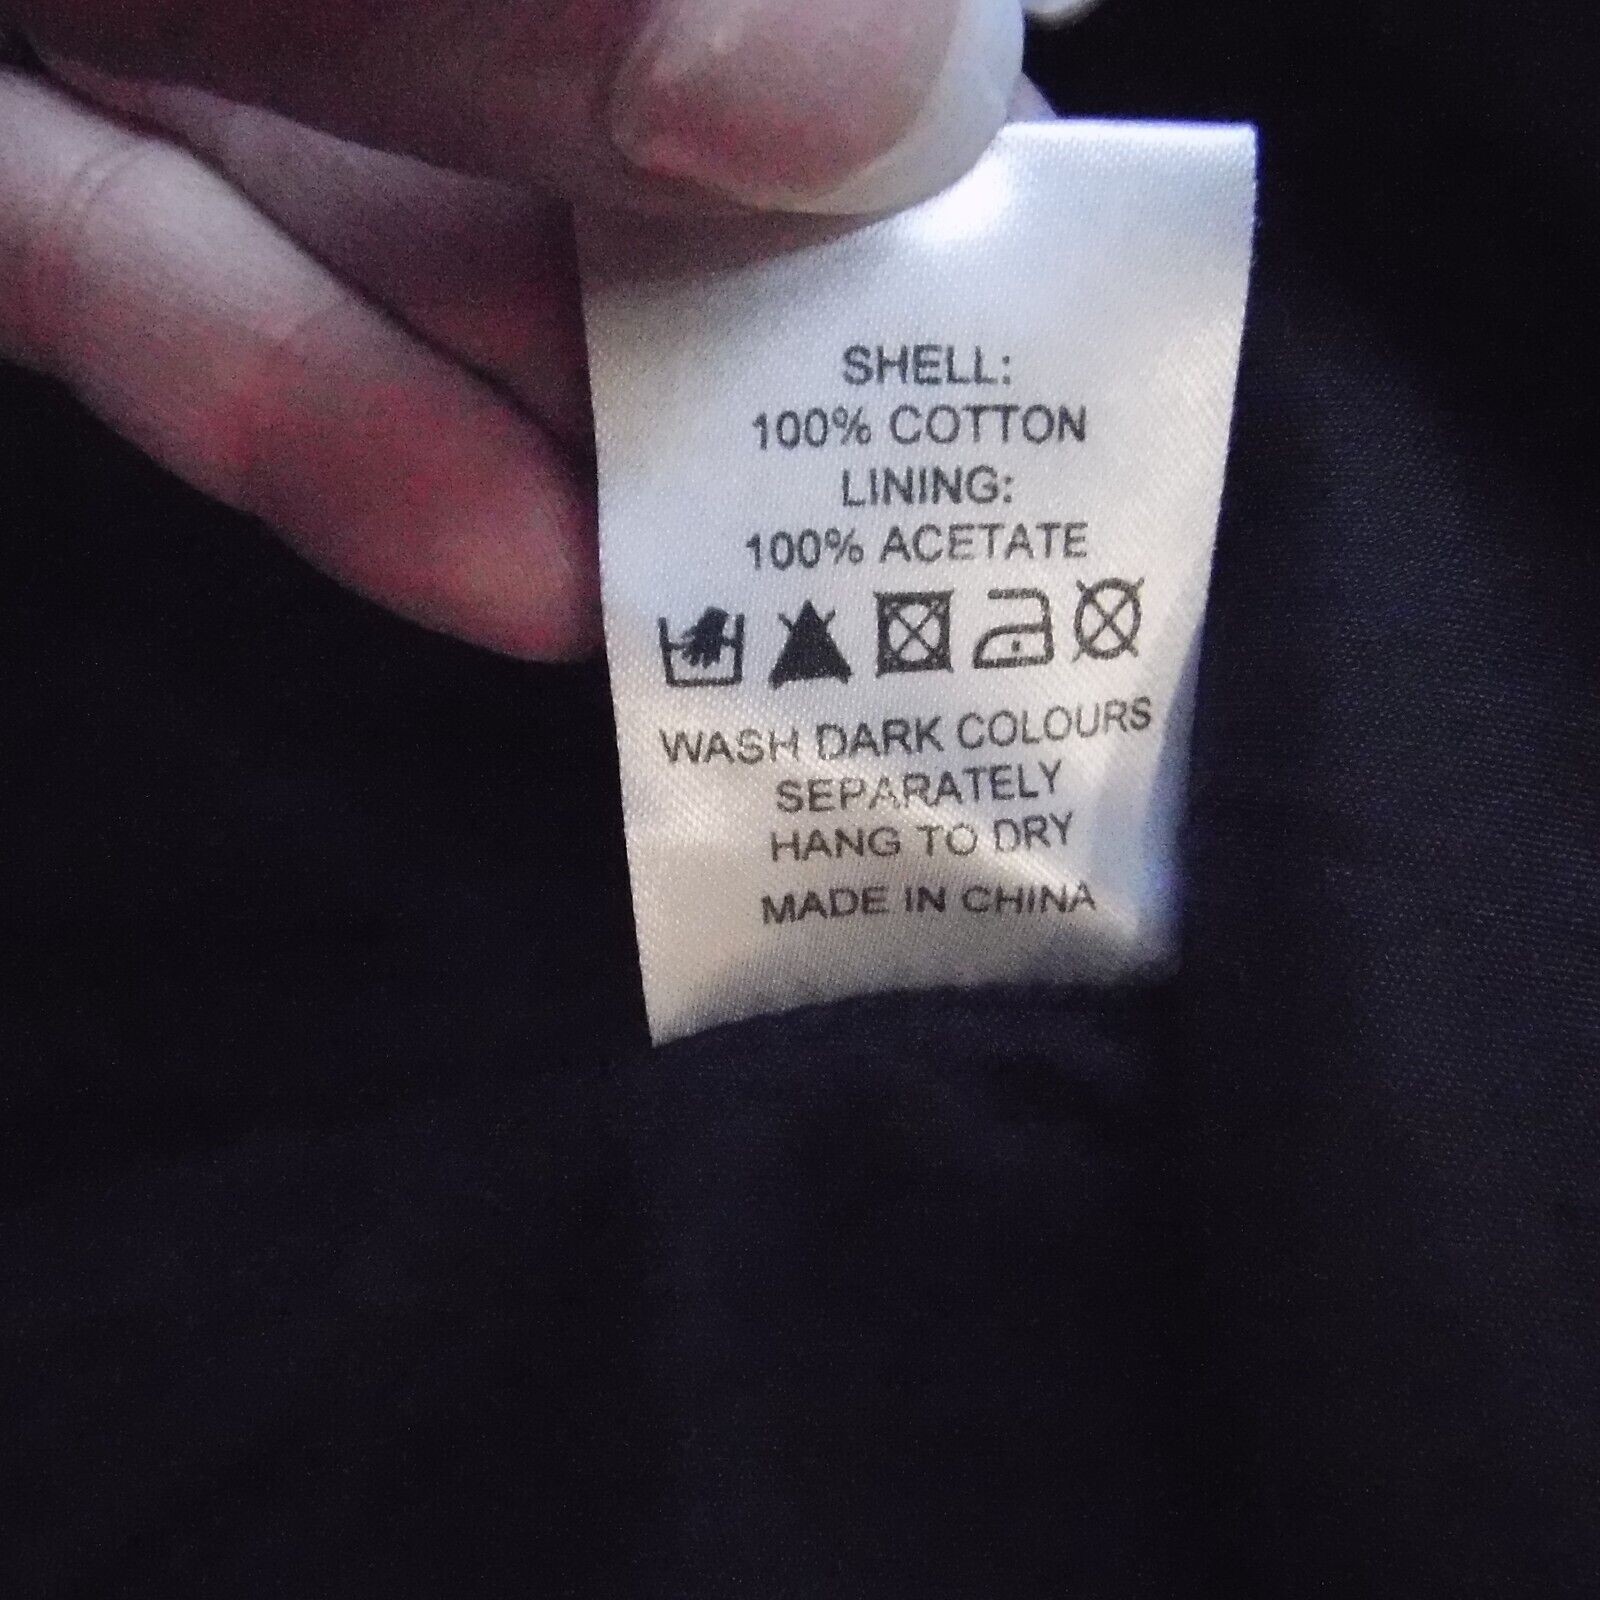 SHELL:
100% COTTON
LINING:
100% ACETATE
WASH DARK COLOURS
SEPARATELY
HANG TO DRY
MADE IN CHINA